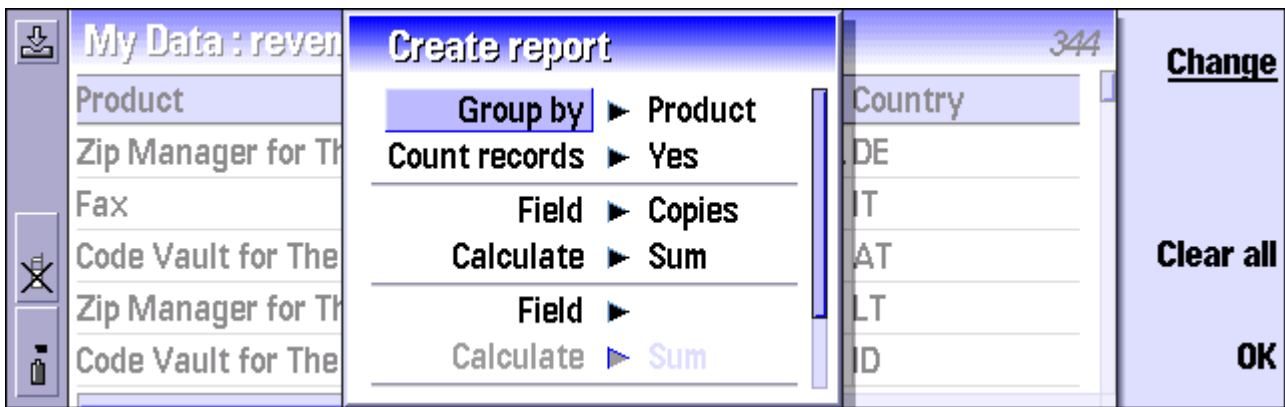 My Data : reven
344
Product
Country
Zip Manager for Th
DE
Fax
IT
Code Vault for The
AT
Zip Manager for Th
LT
Code Vault for The
ID
Create report
Group by Product
Count records Yes
Field Copies
Calculate Sum
Field
Calculate Sum
Change
Clear all
OK